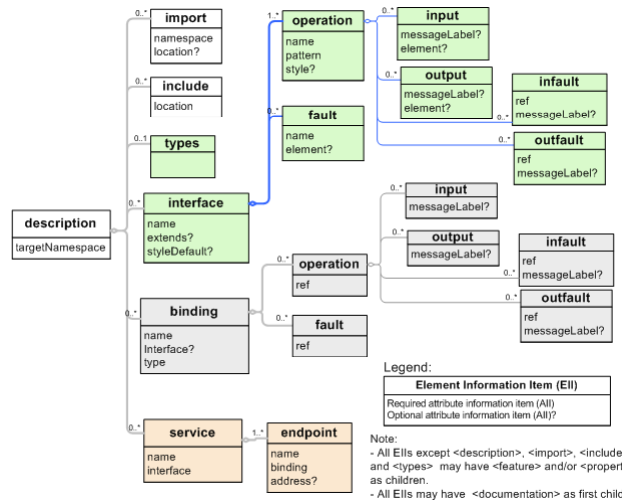 0..*
import
namespace
location?
0..*
include
location
0..1
types
0..*
interface
name
extends?
styleDefault?
description
targetNamespace
0..*
binding
name
Interface?
type
0..*
service
name
interface
1..*
endpoint
name
binding
address?
1..*
operation
name
pattern
style?
0..*
fault
name
element?
0..*
input
messageLabel?
element?
0..*
output
messageLabel?
element?
0..*
infault
ref
messageLabel?
0..*
outfault
ref
messageLabel?
0..*
operation
ref
0..*
fault
ref
0..*
input
messageLabel?
0..*
output
messageLabel?
0..*
infault
ref
messageLabel?
0..*
outfault
ref
messageLabel?
Legend:
Element Information Item (EII)
Required attribute information item (AII)
Optional attribute information item (AII)?
Note:
- All EIIs except <description>, <import>, <include
and <types> may have <feature> and/or <propert
as children.
- All EIIs may have <documentation> as first child